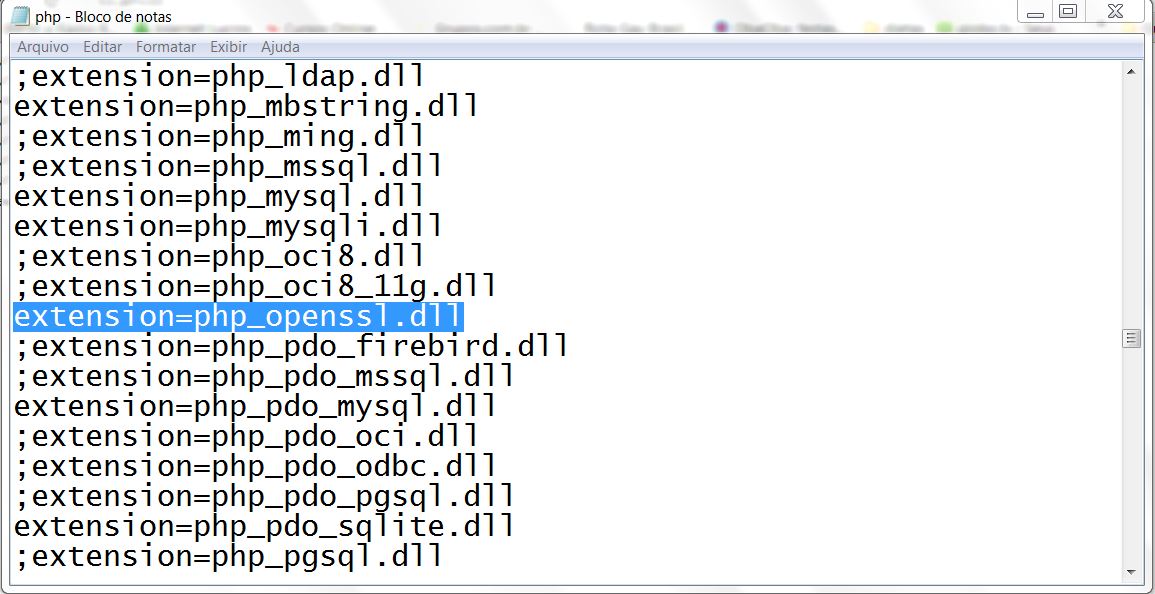 php - Bloco de notas
Arquivo Editar Formatar Exibir Ajuda
;extension=php_ldap.dll
extension=php_mbstring.dll
;extension=php_ming.dll
;extension=php_mssql.dll
extension=php_mysql.dll
extension=php_mysqli.dll
;extension=php_oci8.dll
;extension=php_oci8_11g.dll
extension=php_openssl.dll
;extension=php_pdo_firebird.dll
;extension=php_pdo_mssql.dll
extension=php_pdo_mysql.dll
;extension=php_pdo_oci.dll
;extension=php_pdo_odbc.dll
;extension=php_pdo_pgsql.dll
extension=php_pdo_sqlite.dll
;extension=php_pgsql.dll